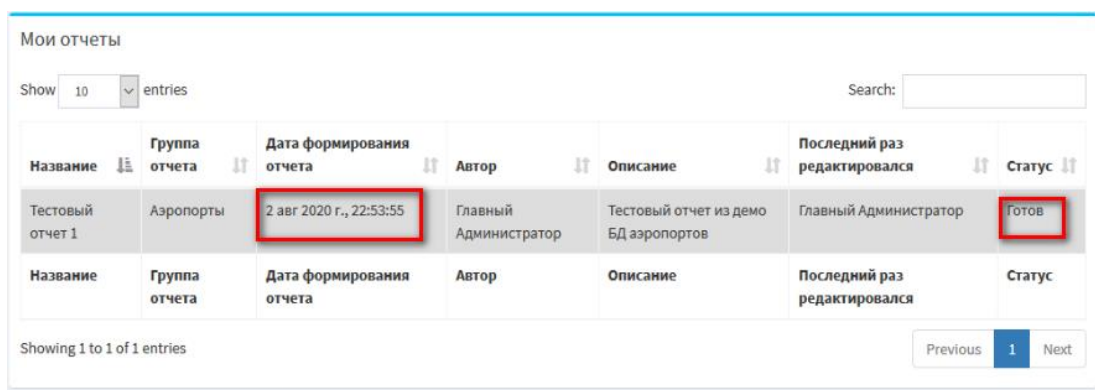 Мои отчеты
Show 10 entries
Search:
Название
Группа отчета
Дата формирования отчета
Автор
Описание
Последний раз редактировался
Статус
Тестовый отчет 1
Аэропорты
2 авг 2020 г., 22:53:55
Главный Администратор
Тестовый отчет из демо БД аэропортов
Главный Администратор
Готов
Название
Группа отчета
Дата формирования отчета
Автор
Описание
Последний раз редактировался
Статус
Showing 1 to 1 of 1 entries
Previous 1 Next